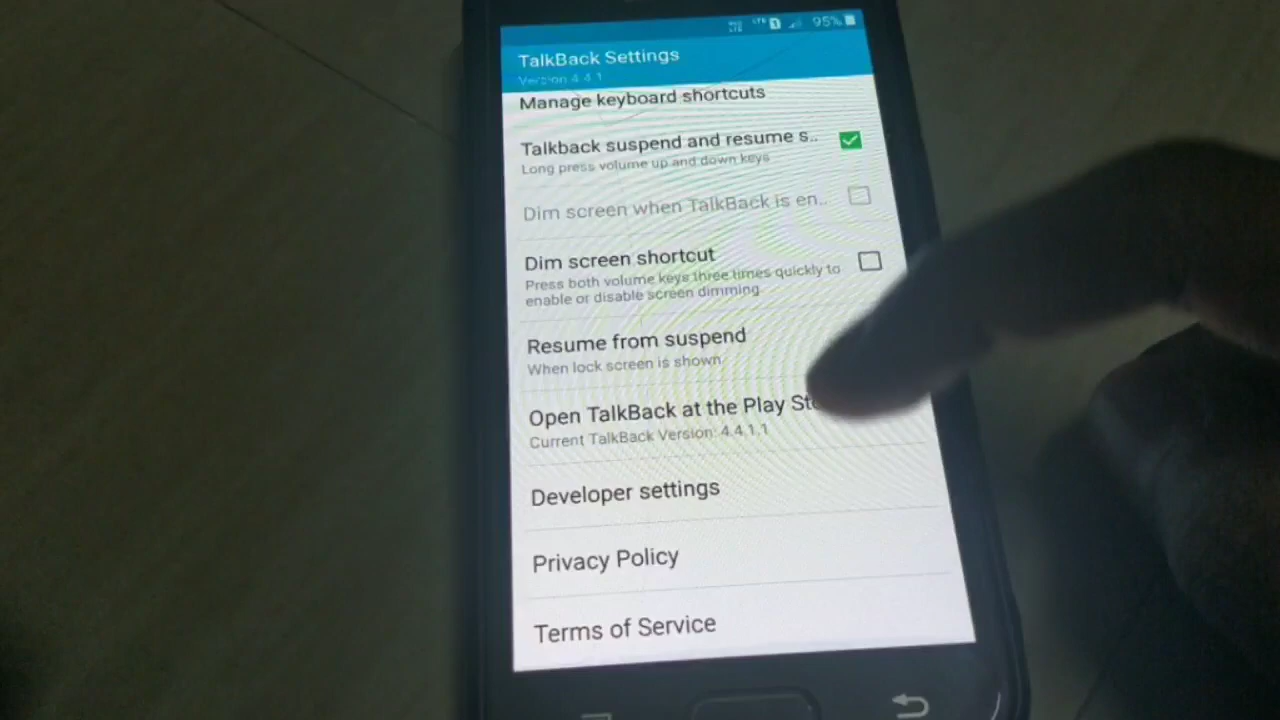 95%
TalkBack Settings
Version 4.4.1
Manage keyboard shortcuts
Talkback suspend and resume s..
Long press volume up and down keys
Dim screen when TalkBack is en..
Dim screen shortcut
Press both volume keys three times quickly to
enable or disable screen dimming
Resume from suspend
When lock screen is shown
Open TalkBack at the Play
Current TalkBack Version: 4.4.1.1
Developer settings
Privacy Policy
Terms of Service